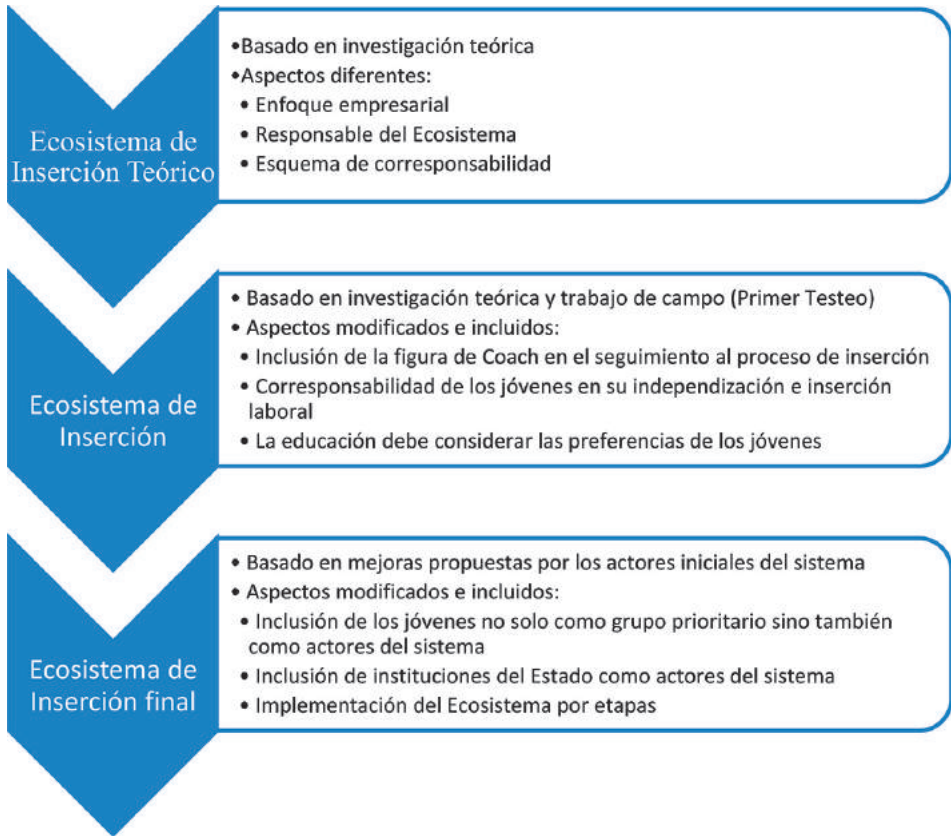 Ecosistema de
Inserción Teórico
•Basado en investigación teórica
•Aspectos diferentes:
• Enfoque empresarial
• Responsable del Ecosistema
• Esquema de corresponsabilidad
Ecosistema de
Inserción
• Basado en investigación teórica y trabajo de campo (Primer Testeo)
• Aspectos modificados e incluidos:
• Inclusión de la figura de Coach en el seguimiento al proceso de inserción
• Corresponsabilidad de los jóvenes en su independización e inserción
laboral
• La educación debe considerar las preferencias de los jóvenes
Ecosistema de
Inserción final
• Basado en mejoras propuestas por los actores iniciales del sistema
• Aspectos modificados e incluidos:
• Inclusión de los jóvenes no solo como grupo prioritario sino también
como actores del sistema
• Inclusión de instituciones del Estado como actores del sistema
• Implementación del Ecosistema por etapas